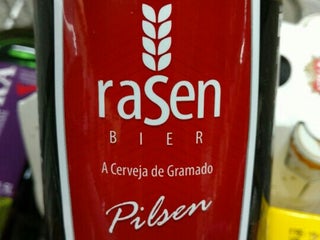 raSen
BIER
A Cerveja de Gramado
Pilsen